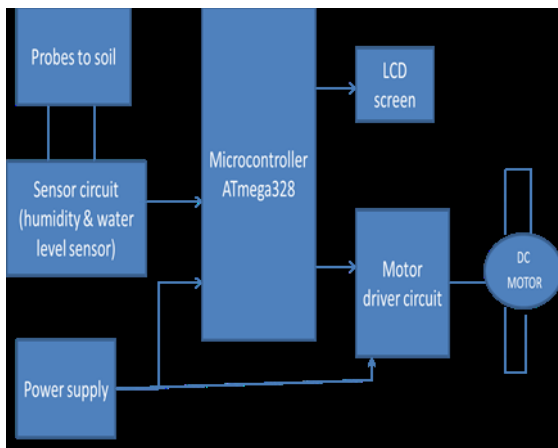 Probes to soil
LCD
screen
Microcontroller
ATmega328
Sensor circuit
(humidity & water
level sensor)
DC
MOTOR
Motor
driver circuit
Power supply